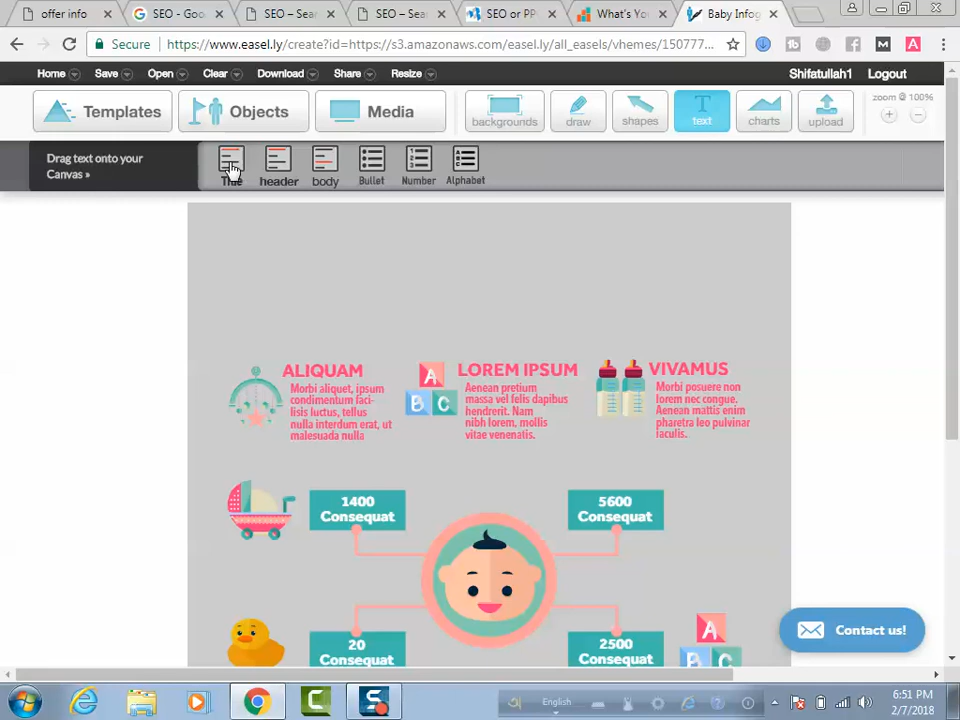 offer info
SEO - Goo
SEO – Sear
SEO – Sear
SEO or PP
What's Yo
Baby Infog
Secure
https://www.easel.ly/create?id=https://s3.amazonaws.com/easel.ly/all_easels/vhemes/150777...
Home
Save
Open
Clear
Download
Share
Resize
Shifatullah1
Logout
Templates
Objects
Media
backgrounds
draw
shapes
T
text
charts
upload
zoom @ 100%
Drag text onto your
Canvas »
Title
header
body
Bullet
Number
Alphabet
ALIQUAM
Morbi aliquet, ipsum
condimentum faci-
lisis luctus, tellus
nulla interdum erat, ut
malesuada nulla
A
B C
LOREM IPSUM
Aenean pretium
massa vel felis dapibus
hendrerit. Nam
nibh lorem, mollis
vitae venenatis.
VIVAMUS
Morbi posuere non
lorem nec congue.
Aenean mattis enim
pharetra leo pulvinar
iaculis.
1400
Consequat
5600
Consequat
20
Consequat
2500
Consequat
A
B C
Contact us!
English
6:51 PM
2/7/2018